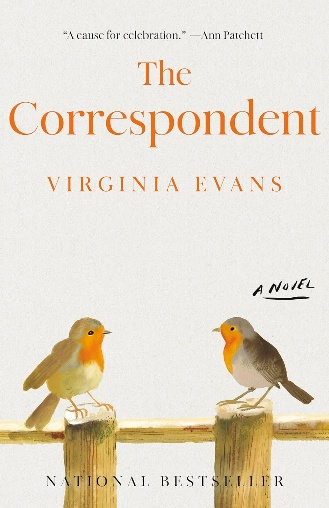 “A cause for celebration.” —Ann Patchett
The
Correspondent
VIRGINIA EVANS
A NOVEL
NATIONAL BESTSELLER